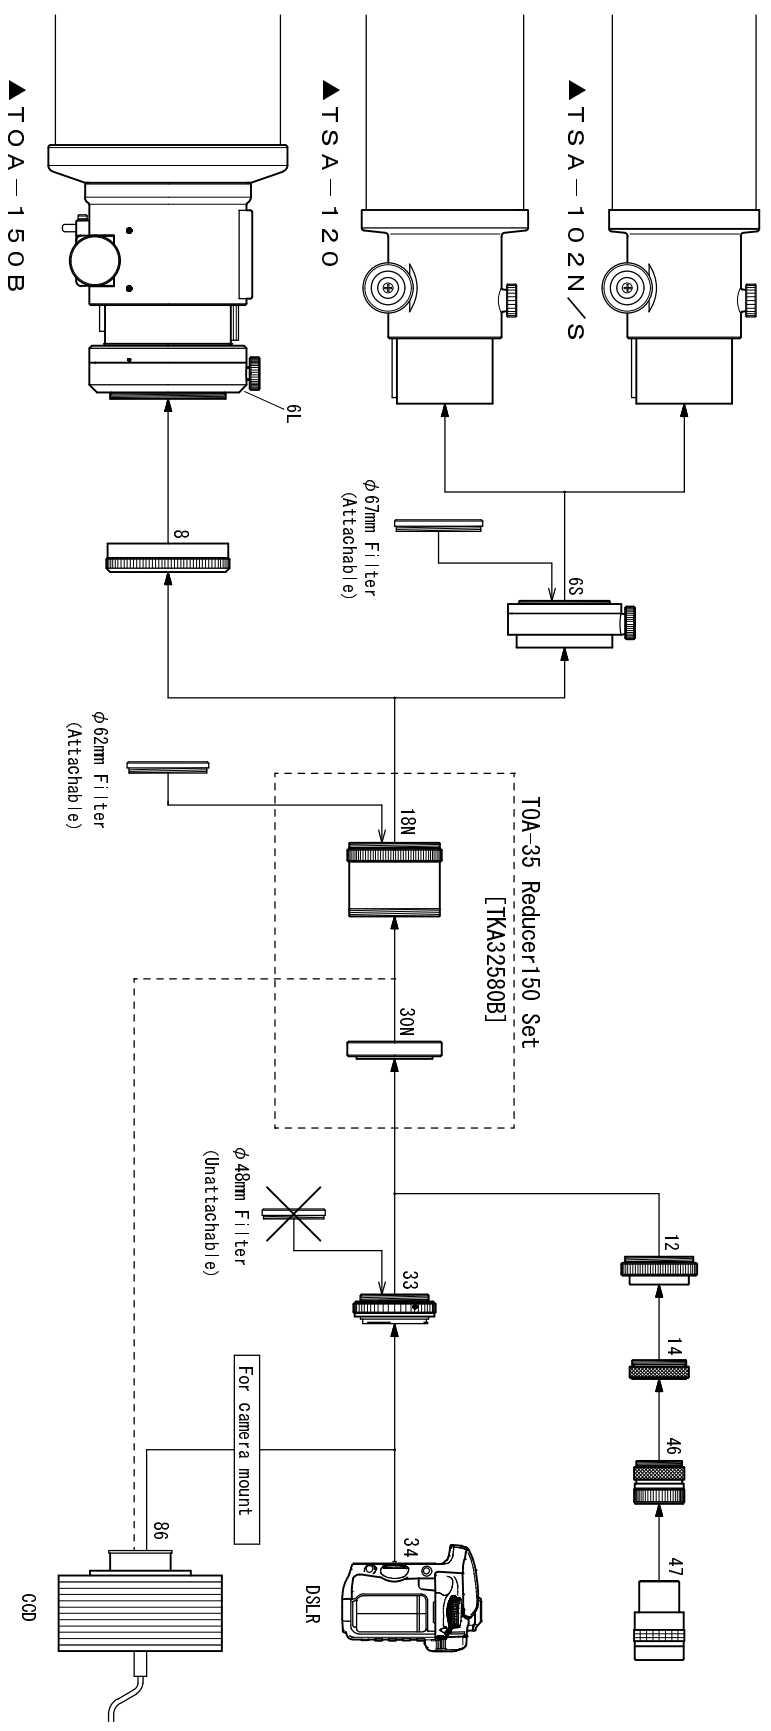 ▲TSA-102N/S
▲TSA-120
▲TOA-150B
6L
φ67mm Filter
(Attachable)
6S
8
φ62mm Filter
(Attachable)
TOA-35 Reducer150 Set
[TKA32580B]
18N
30N
φ48mm Filter
(Unattachable)
33
12
14
46
47
For camera mount
34
DSLR
86
CCD